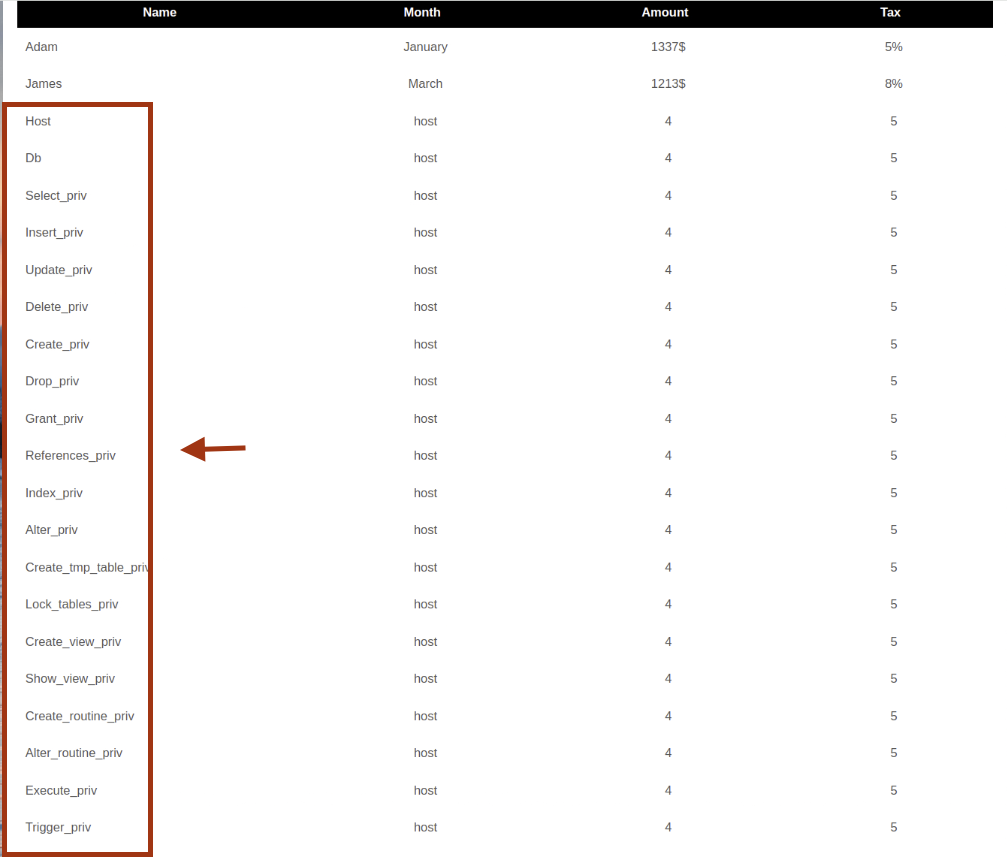 Name Month Amount Tax
Adam January 1337$ 5%
James March 1213$ 8%
Host host 4 5
Db host 4 5
Select_priv host 4 5
Insert_priv host 4 5
Update_priv host 4 5
Delete_priv host 4 5
Create_priv host 4 5
Drop_priv host 4 5
Grant_priv host 4 5
References_priv host 4 5
Index_priv host 4 5
Alter_priv host 4 5
Create_tmp_table_priv host 4 5
Lock_tables_priv host 4 5
Create_view_priv host 4 5
Show_view_priv host 4 5
Create_routine_priv host 4 5
Alter_routine_priv host 4 5
Execute_priv host 4 5
Trigger_priv host 4 5